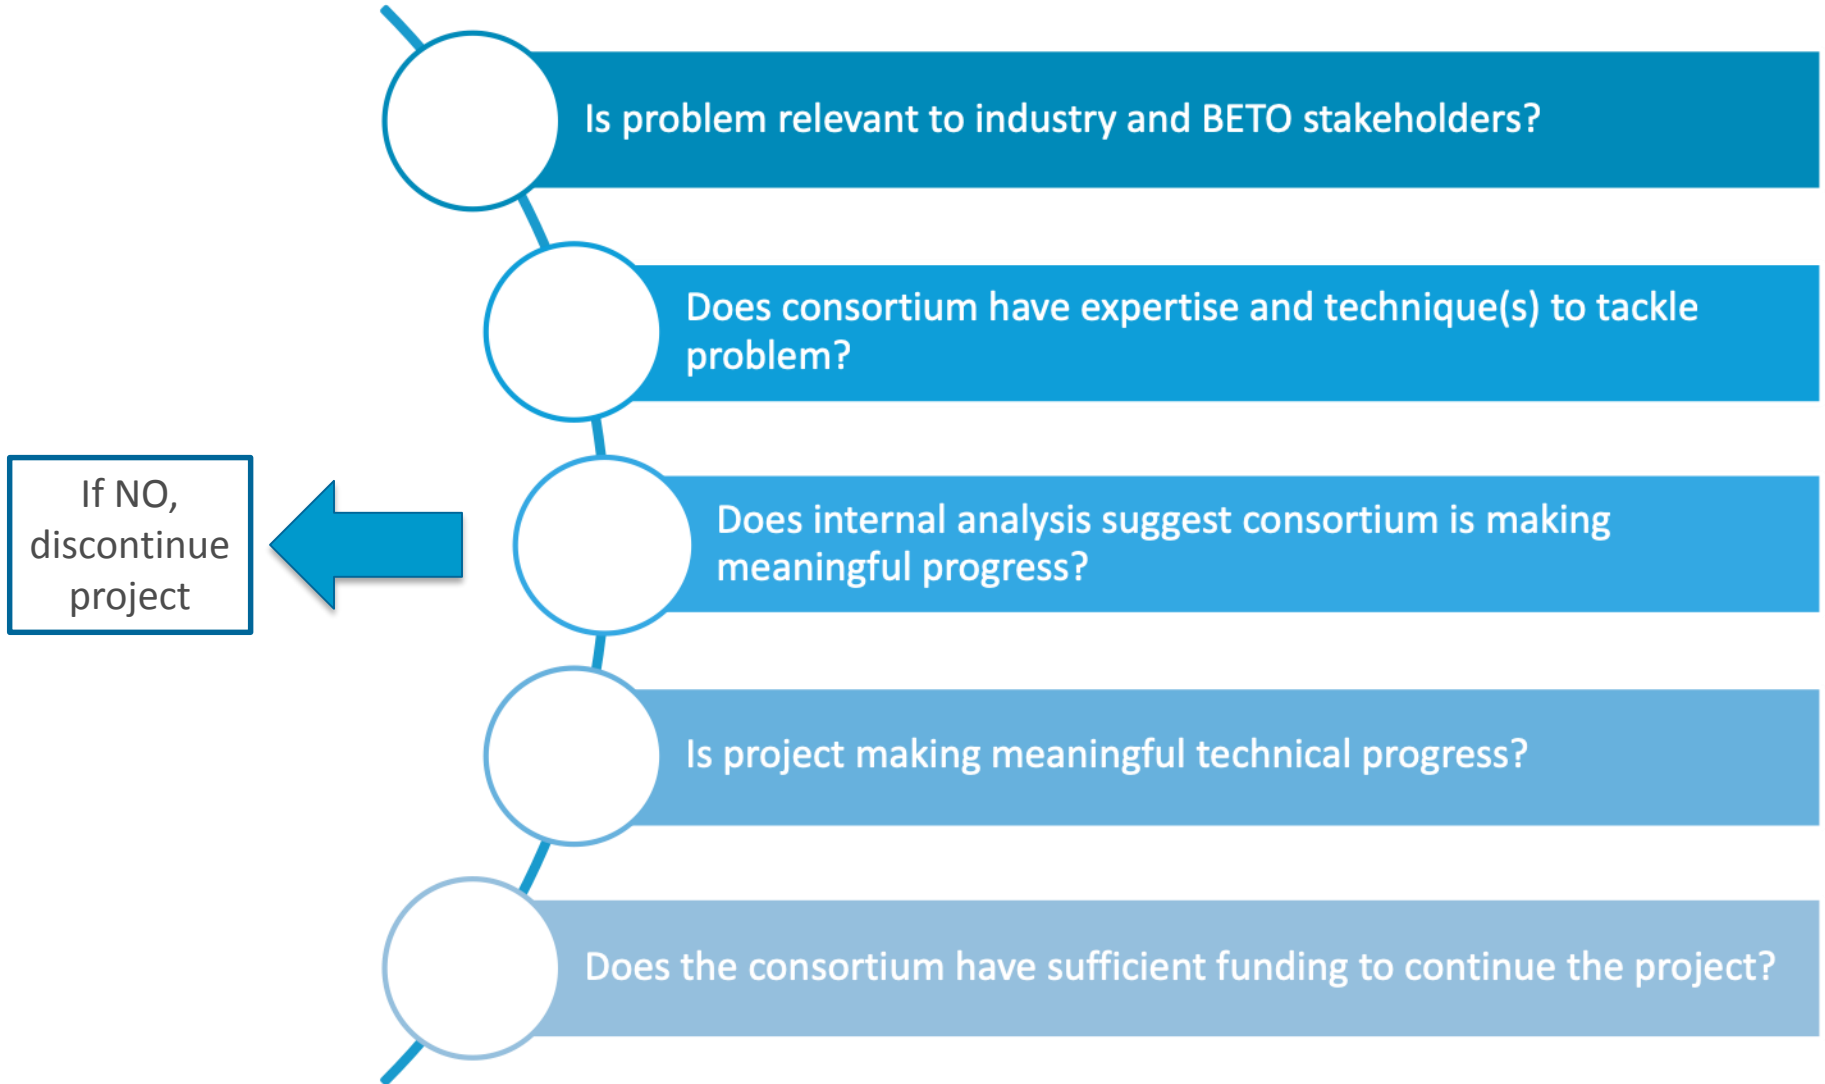 Is problem relevant to industry and BETO stakeholders?
Does consortium have expertise and technique(s) to tackle
problem?
If NO,
discontinue
project
Does internal analysis suggest consortium is making
meaningful progress?
Is project making meaningful technical progress?
Does the consortium have sufficient funding to continue the project?